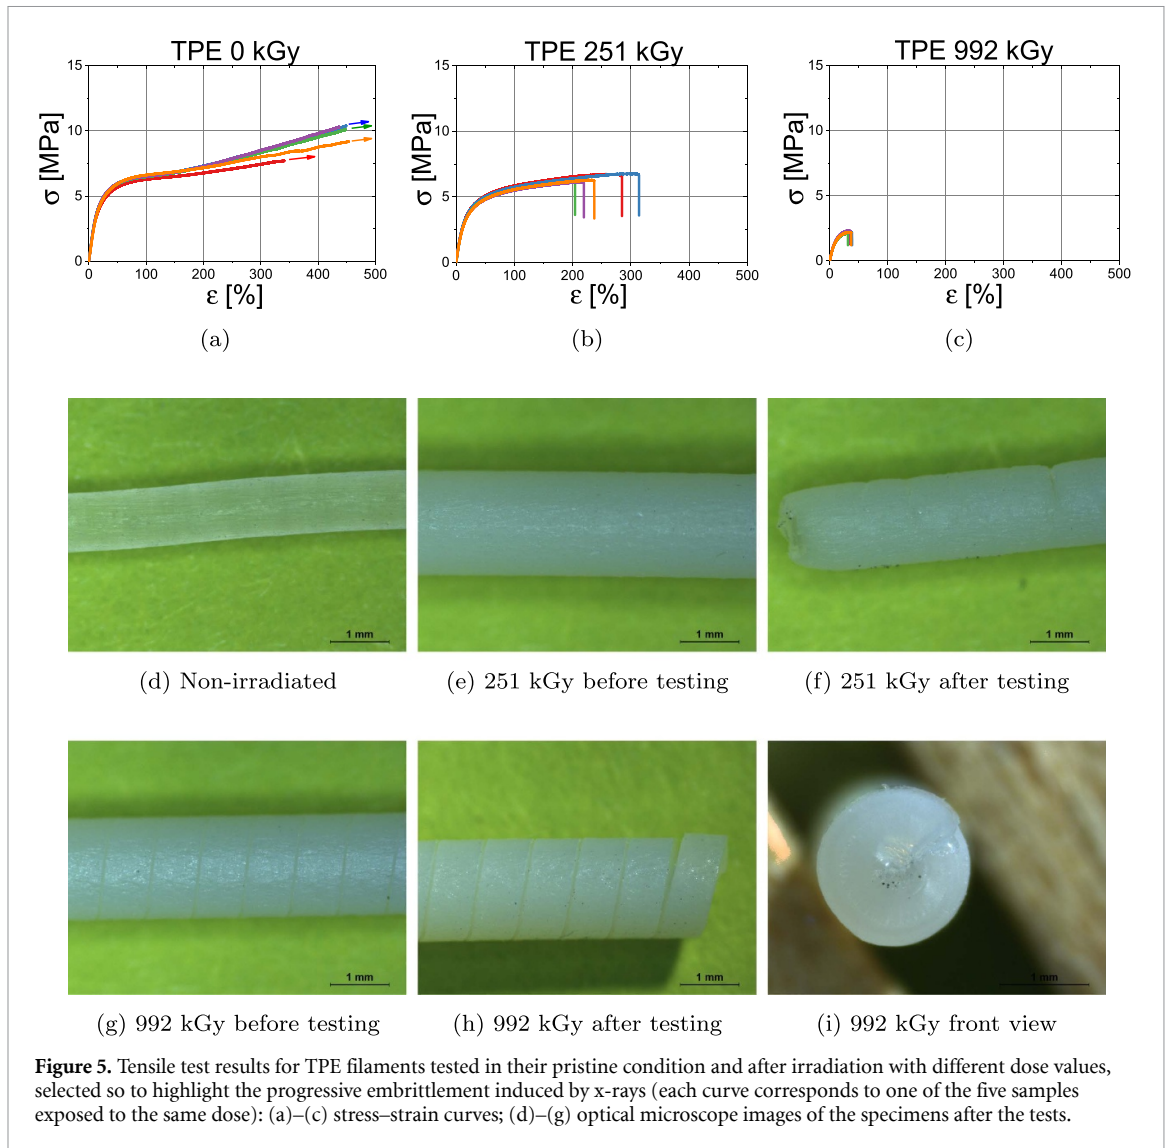 TPE 0 kGy
TPE 251 kGy
TPE 992 kGy
15
10
5
0
σ [MPa]
0 100 200 300 400 500
ε [%]
15
10
5
0
σ [MPa]
0 100 200 300 400 500
ε [%]
15
10
5
0
σ [MPa]
0 100 200 300 400 500
ε [%]
(a)
(b)
(c)
1 mm
1 mm
1 mm
(d) Non-irradiated
(e) 251 kGy before testing
(f) 251 kGy after testing
1 mm
1 mm
1 mm
(g) 992 kGy before testing
(h) 992 kGy after testing
(i) 992 kGy front view
Figure 5. Tensile test results for TPE filaments tested in their pristine condition and after irradiation with different dose values,
selected so to highlight the progressive embrittlement induced by x-rays (each curve corresponds to one of the five samples
exposed to the same dose): (a)–(c) stress–strain curves; (d)–(g) optical microscope images of the specimens after the tests.